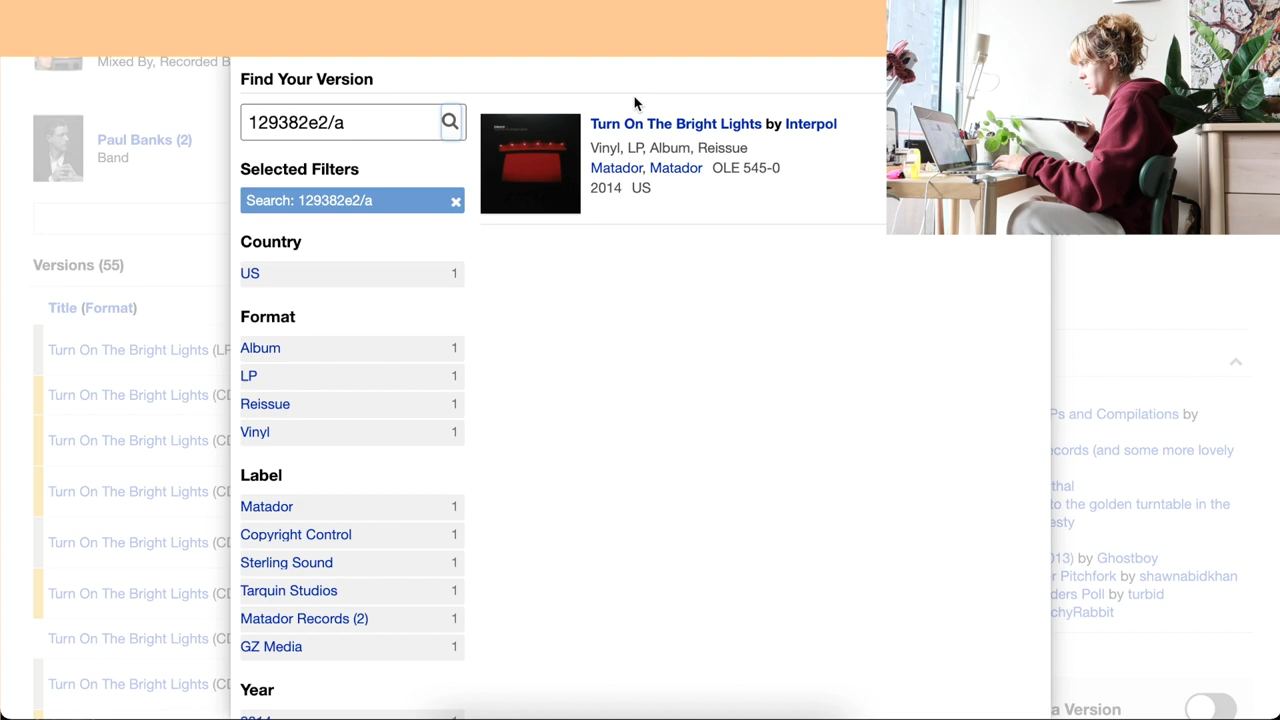 Mixed By, Recorded B
Paul Banks (2)
Band
Versions (55)
Title (Format)
Turn On The Bright Lights (LP
Turn On The Bright Lights (CD
Turn On The Bright Lights (CD
Turn On The Bright Lights (CD
Turn On The Bright Lights (CD
Turn On The Bright Lights (CD
Turn On The Bright Lights (CD
Turn On The Bright Lights (CD
Find Your Version
129382e2/a
Selected Filters
Search: 129382e2/a ×
Country
US 1
Format
Album 1
LP 1
Reissue 1
Vinyl 1
Label
Matador 1
Copyright Control 1
Sterling Sound 1
Tarquin Studios 1
Matador Records (2) 1
GZ Media 1
Year
2014 1
Turn On The Bright Lights by Interpol
Vinyl, LP, Album, Reissue
Matador, Matador OLE 545-0
2014 US
Ps and Compilations by
ecords (and some more lovely
thal
to the golden turntable in the
esty
013) by Ghostboy
r Pitchfork by shawnabidkhan
ders Poll by turbid
chyRabbit
a Version